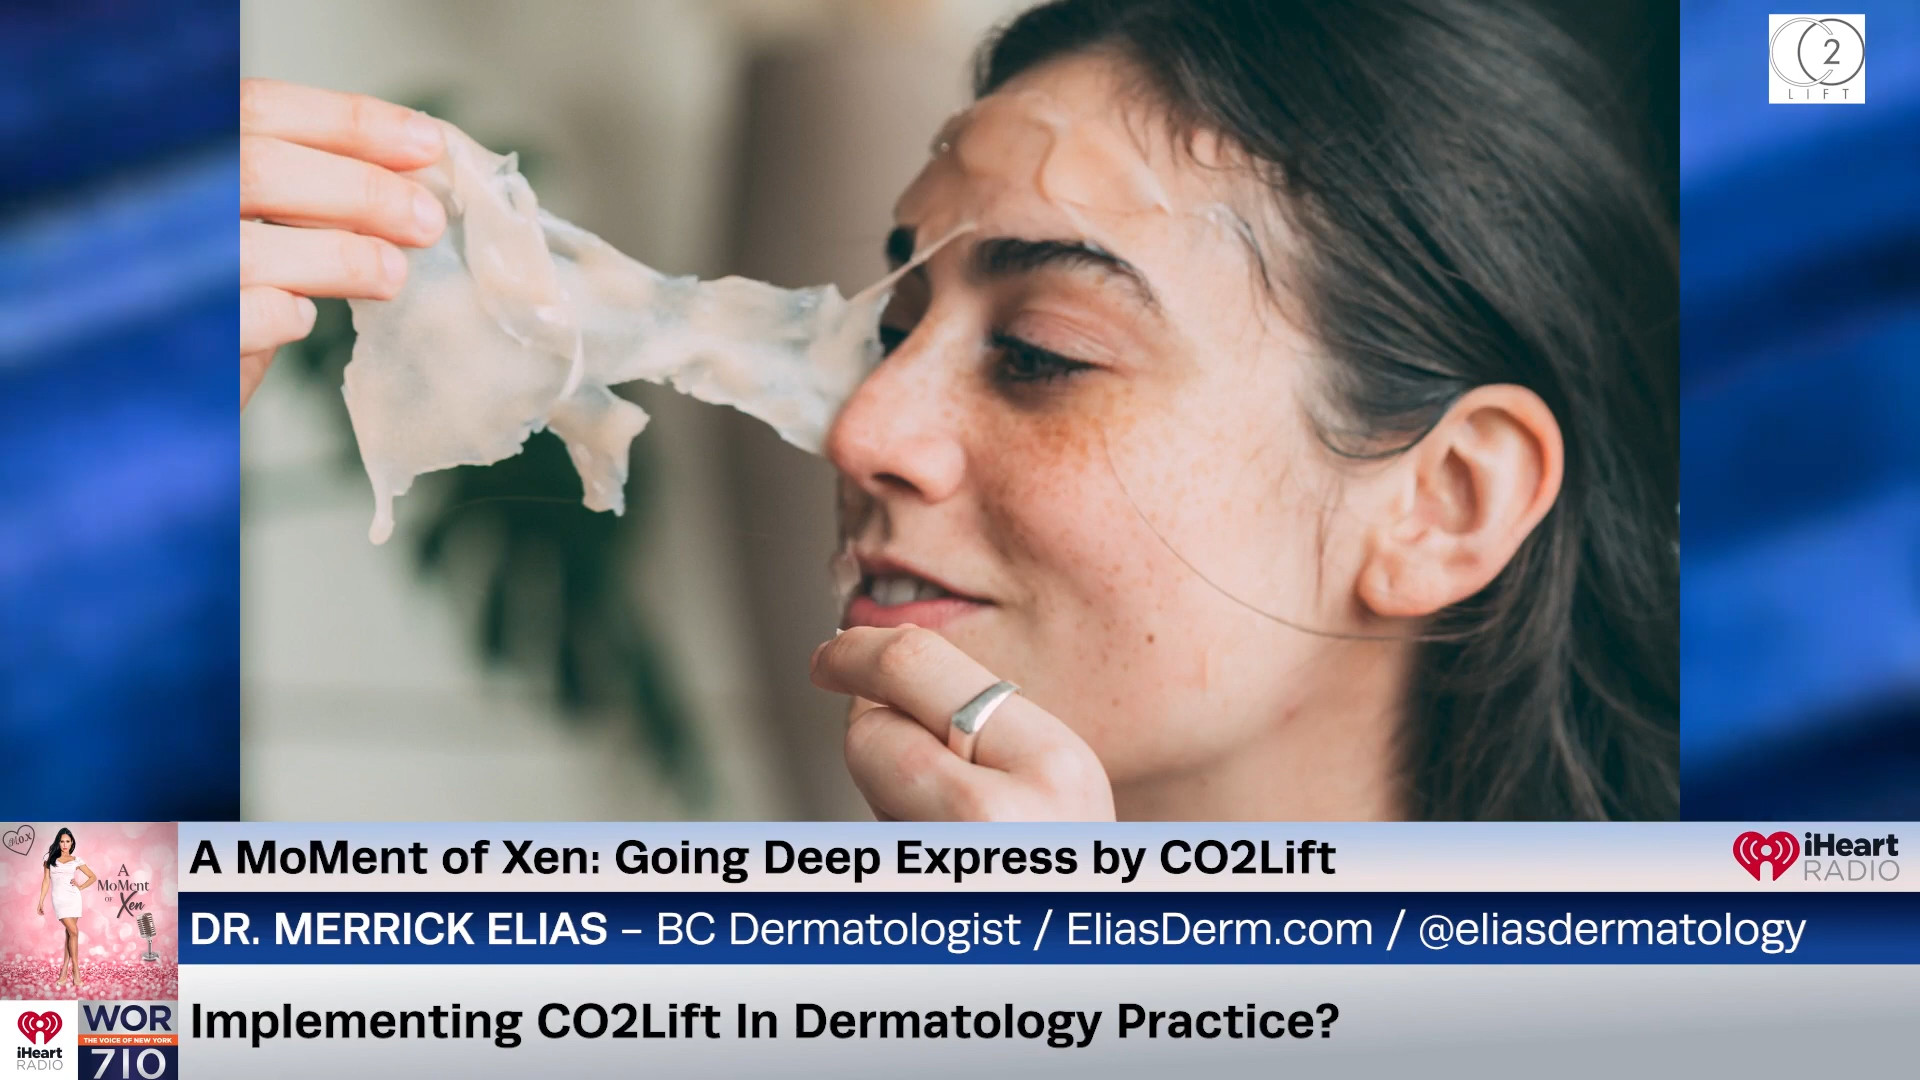 CO2
LIFT
A MoMent of Xen: Going Deep Express by CO2Lift
iHeart
RADIO
DR. MERRICK ELIAS – BC Dermatologist / EliasDerm.com / @eliasdermatology
Implementing CO2Lift In Dermatology Practice?
M.O.X
A
MoMent
OF Xen
iHeart
RADIO
WOR
THE VOICE OF NEW YORK
710